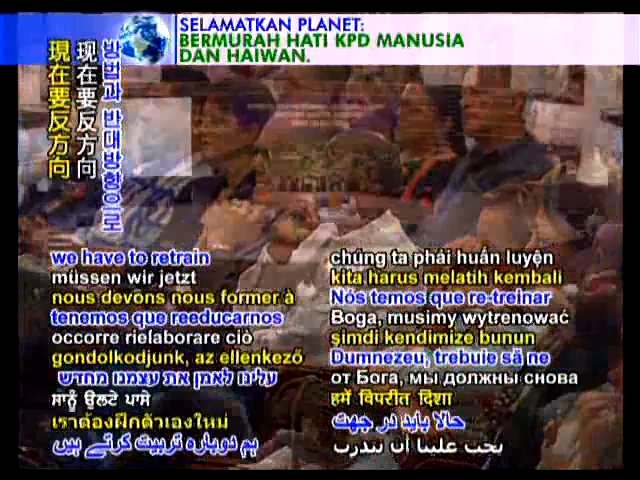 SELAMATKAN PLANET:
BERMURAH HATI KPD MANUSIA
DAN HAIWAN.
現在要反方向
现在要反方向
방법과 반대방향으로
we have to retrain
müssen wir jetzt
nous devons nous former à
tenemos que reeducarnos
occorre rielaborare ciò
gondolkodjunk, az ellenkező
עלינו לאמן את עצמנו מחדש
ਸਾਨੂੰ ਉਲਟੇ ਪਾਸੇ
เราต้องฝึกตัวเองใหม่
ہم دوبارہ تربیت کرتے ہیں
chúng ta phải huấn luyện
kita harus melatih kembali
Nós temos que re-treinar
Boga, musimy wytrenować
şimdi kendimize bunun
Dumnezeu, trebuie să ne
от Бога, мы должны снова
हमें विपरीत दिशा
حالا باید در جهت
يجب علينا أن نتدرب